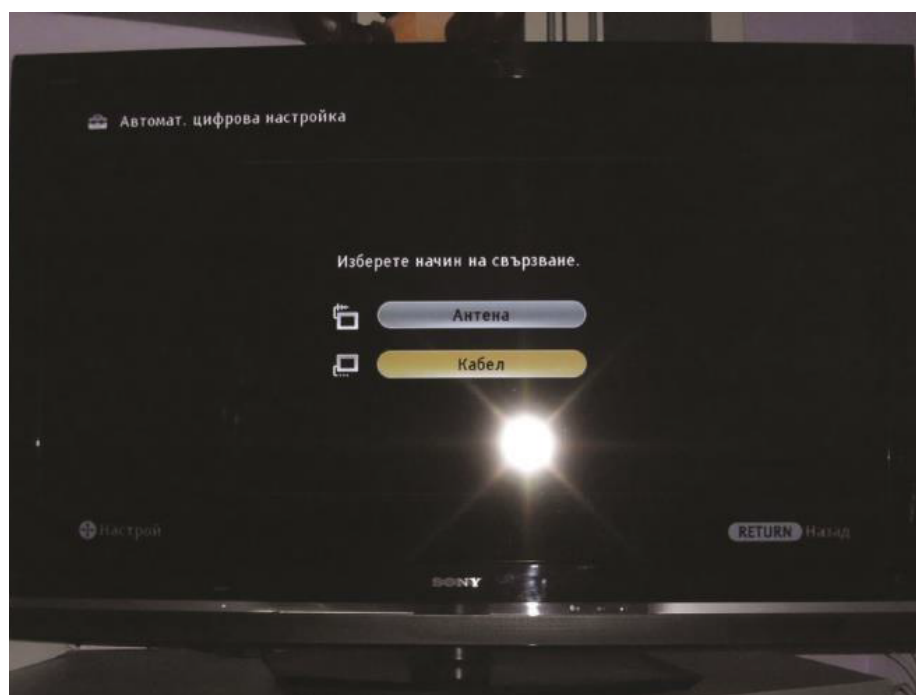 Автомат. цифрова настройка
Изберете начин на свързване.
Антена
Кабел
Настрой
RETURN Назад
SONY